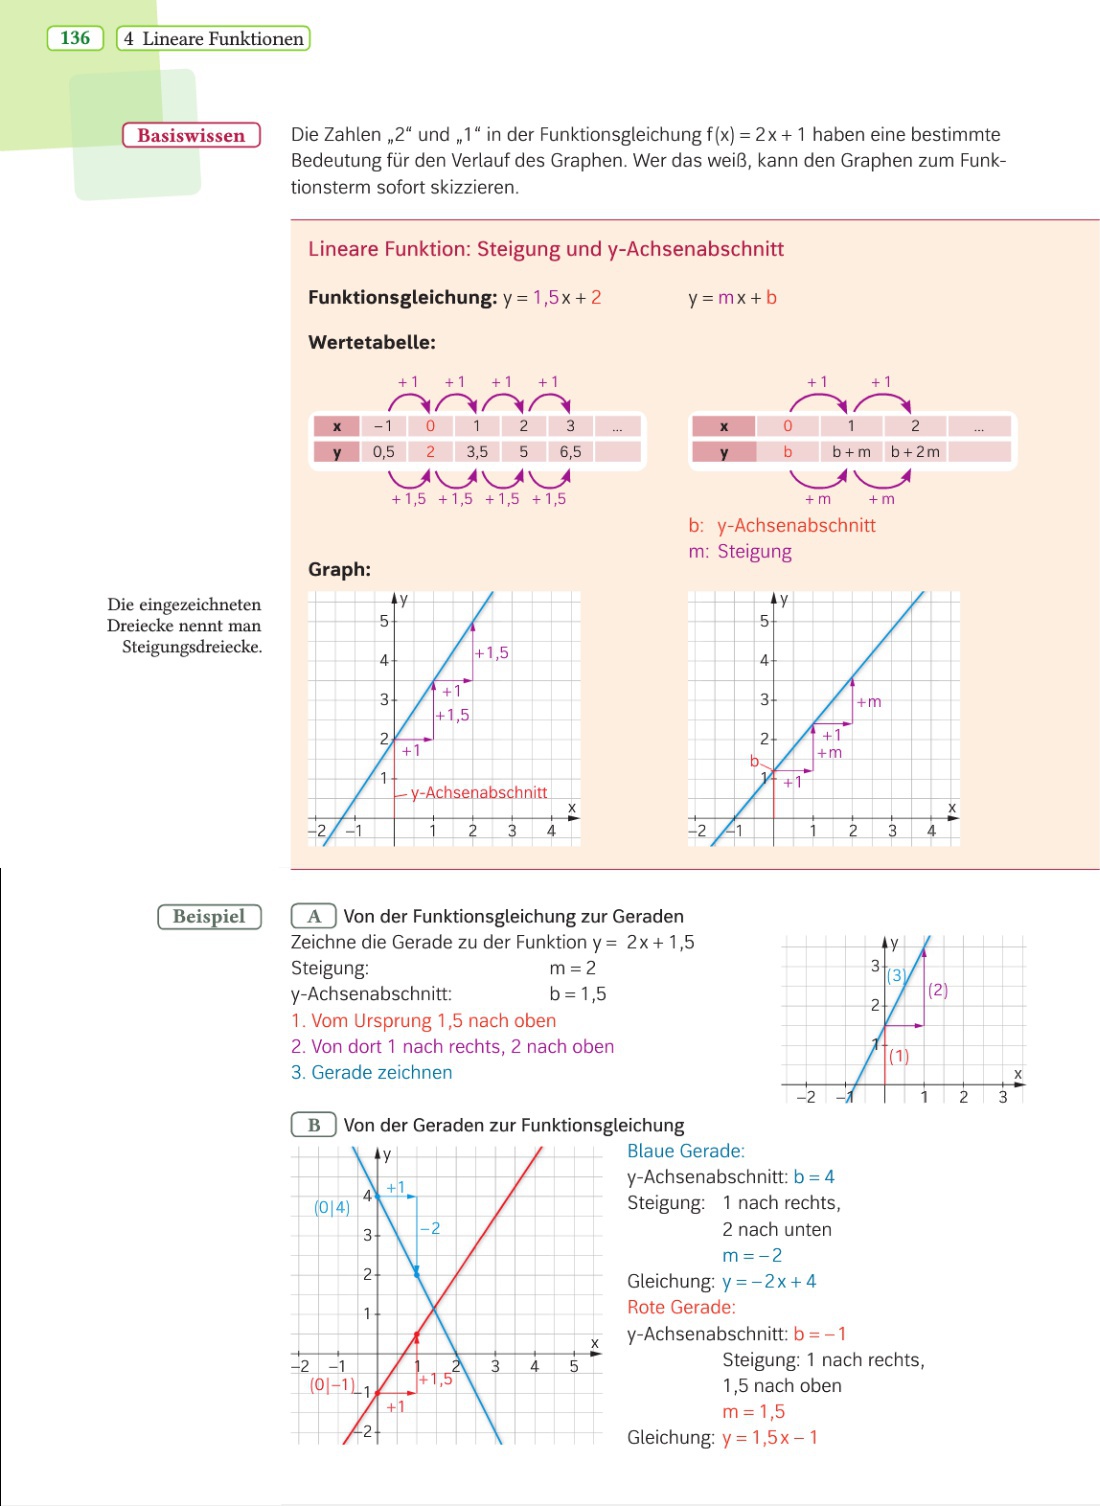 136
4 Lineare Funktionen
Basiswissen
Die Zahlen „2“ und „1“ in der Funktionsgleichung f(x) = 2x + 1 haben eine bestimmte
Bedeutung für den Verlauf des Graphen. Wer das weiß, kann den Graphen zum Funk-
tionsterm sofort skizzieren.
Lineare Funktion: Steigung und y-Achsenabschnitt
Funktionsgleichung: y = 1,5x + 2
y = mx + b
Wertetabelle:
+1 +1 +1 +1
x −1 0 1 2 3 ...
y 0,5 2 3,5 5 6,5
+1,5 +1,5 +1,5 +1,5
+1 +1
x 0 1 2 ...
y b b + m b + 2m
+m +m
b: y-Achsenabschnitt
m: Steigung
Graph:
Die eingezeichneten
Dreiecke nennt man
Steigungsdreiecke.
y
5
+1,5
4
+1
3
+1,5
2
+1
1
y-Achsenabschnitt
x
−2 −1 1 2 3 4
y
5
4
3
+m
2
+1
+m
b
1
+1
x
−2 −1 1 2 3 4
Beispiel
A Von der Funktionsgleichung zur Geraden
Zeichne die Gerade zu der Funktion y = 2x + 1,5
Steigung: m = 2
y-Achsenabschnitt: b = 1,5
1. Vom Ursprung 1,5 nach oben
2. Von dort 1 nach rechts, 2 nach oben
3. Gerade zeichnen
y
3
(3)
(2)
2
1
(1)
x
−2 −1 1 2 3
B Von der Geraden zur Funktionsgleichung
y
+1
4
(0|4)
−2
3
2
1
x
−2 −1 1 2 3 4 5
(0|−1)
+1,5
−1
+1
−2
Blaue Gerade:
y-Achsenabschnitt: b = 4
Steigung: 1 nach rechts,
2 nach unten
m = −2
Gleichung: y = −2x + 4
Rote Gerade:
y-Achsenabschnitt: b = −1
Steigung: 1 nach rechts,
1,5 nach oben
m = 1,5
Gleichung: y = 1,5x − 1